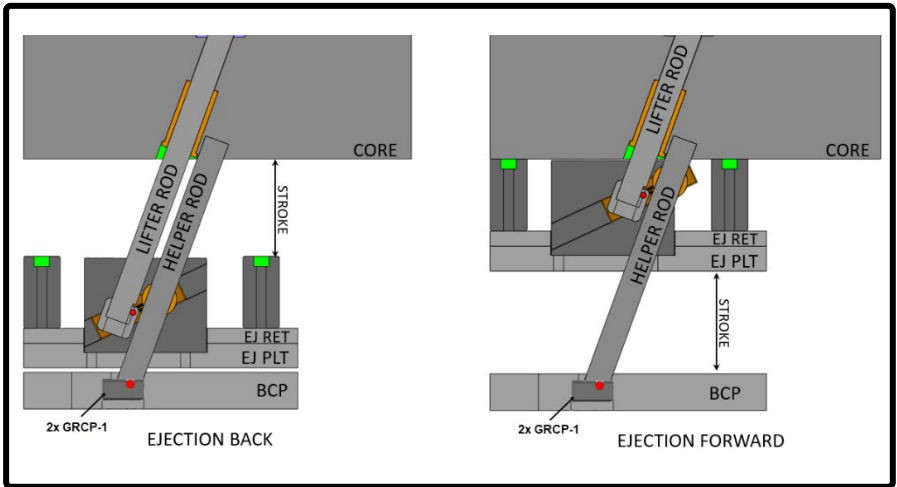 CORE
LIFTER ROD
HELPER ROD
STROKE
EJ RET
EJ PLT
BCP
2x GRCP-1
EJECTION BACK
LIFTER ROD
CORE
HELPER ROD
EJ RET
EJ PLT
STROKE
BCP
2x GRCP-1
EJECTION FORWARD